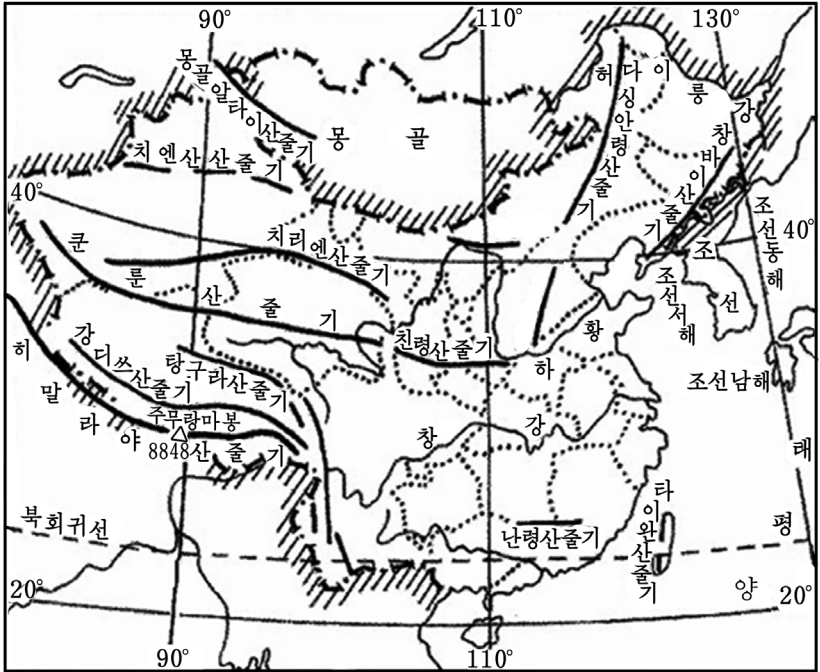 90°
110°
130°
몽골알타이산줄기
몽골
치엔산산줄기
허다이
싱안령산줄기
룽
강
창바이산줄기
40°
40°
쿤룬산줄기
치리엔산줄기
조선동해
조선
조선서해
조선남해
황하
친령산줄기
히말라야산줄기
강디쓰산줄기
탕구라산줄기
주무랑마봉
8848
창강
난령산줄기
타이완산줄기
태평양
북회귀선
20°
20°
90°
110°